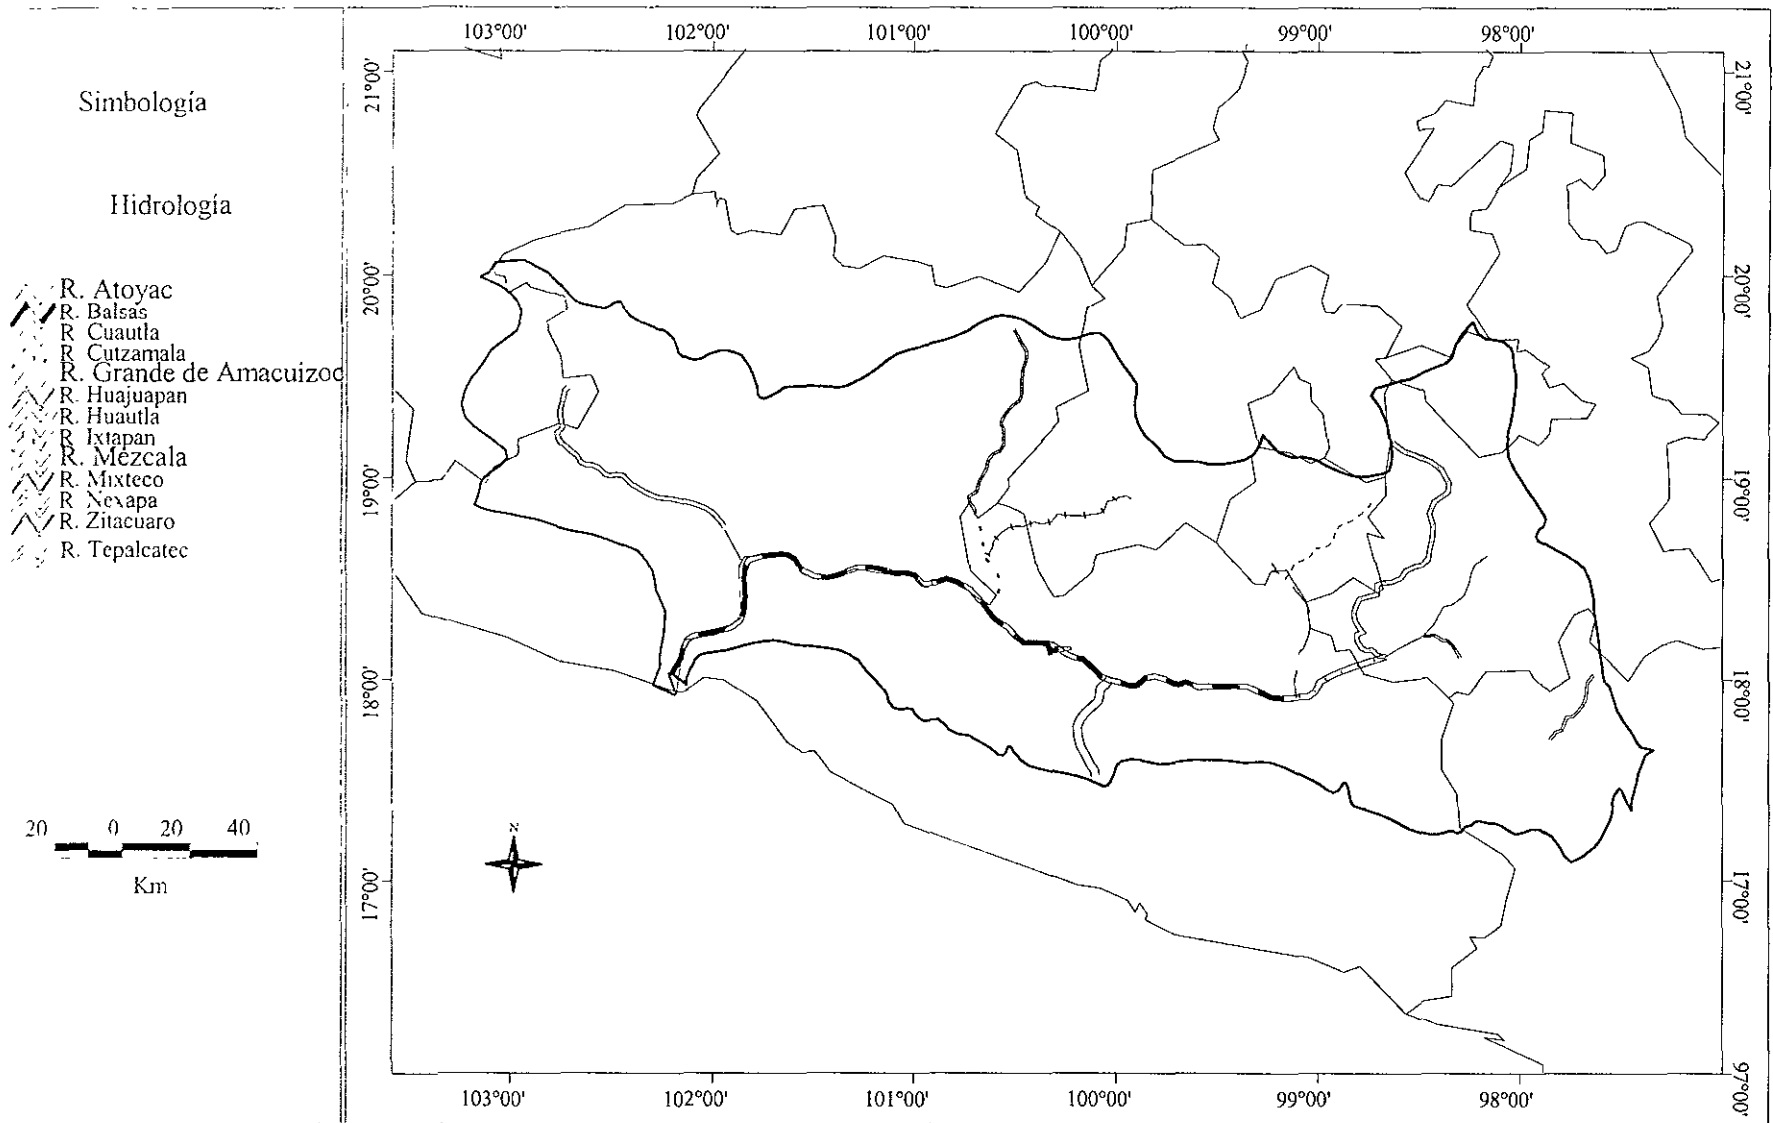 Simbología
Hidrología
R. Atoyac
R. Balsas
R Cuautla
R Cutzamala
R. Grande de Amacuizoc
R. Huajuapan
R. Huautla
R Ixtapan
R. Mézcala
R. Mixteco
R Nexapa
R. Zitacuaro
R. Tepalcatec
20 0 20 40
Km
103°00' 102°00' 101°00' 100°00' 99°00' 98°00'
21°00' 21°00'
20°00' 20°00'
19°00' 19°00'
18°00' 18°00'
17°00' 17°00'
97°00'
103°00' 102°00' 101°00' 100°00' 99°00' 98°00'
N